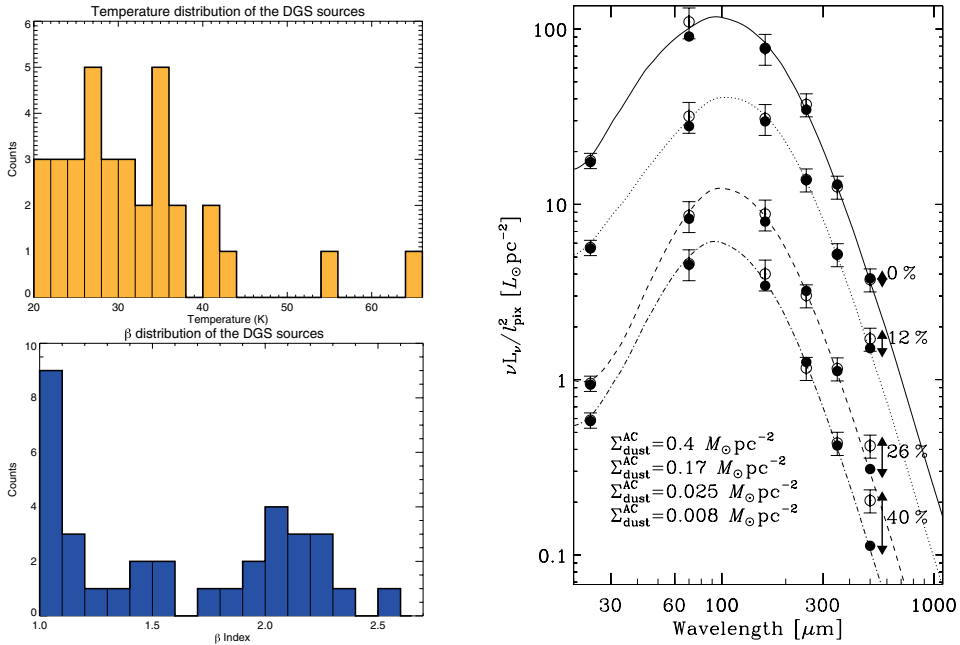 Temperature distribution of the DGS sources
6
5
4
3
2
1
0
Counts
20
30
40
50
60
Temperature (K)
β distribution of the DGS sources
10
8
6
4
2
0
Counts
1.0
1.5
2.0
2.5
β Index
100
10
1
0.1
νL_ν/l²_pix [L⊙pc⁻²]
0 %
12 %
26 %
40 %
Σ^AC_dust=0.4 M⊙pc⁻²
Σ^AC_dust=0.17 M⊙pc⁻²
Σ^AC_dust=0.025 M⊙pc⁻²
Σ^AC_dust=0.008 M⊙pc⁻²
30
60
100
300
1000
Wavelength [μm]